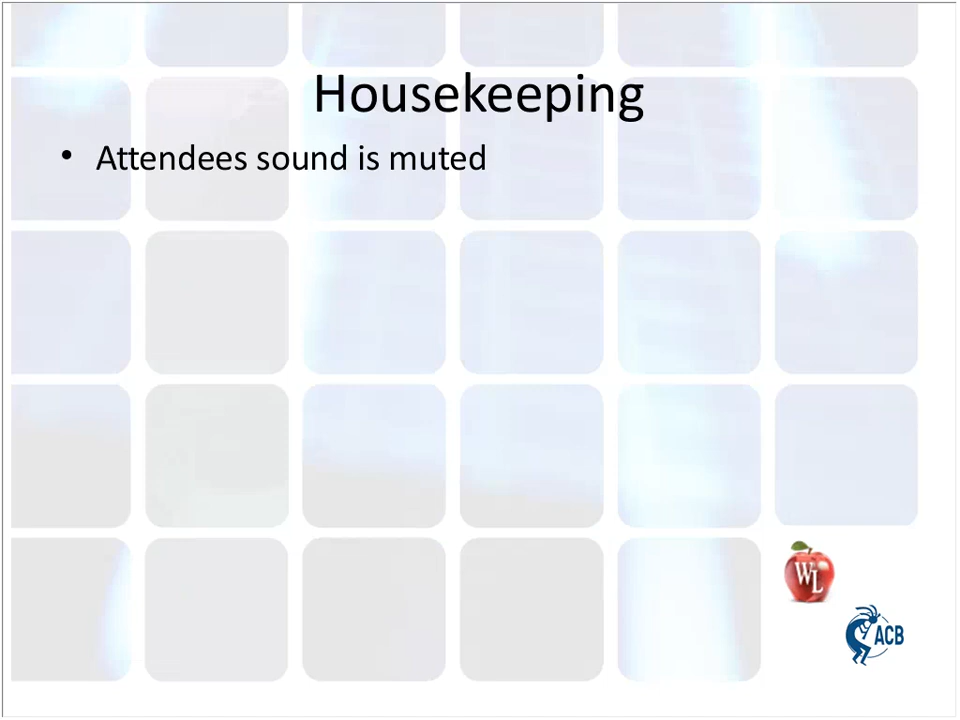 Housekeeping
• Attendees sound is muted
WL
ACB